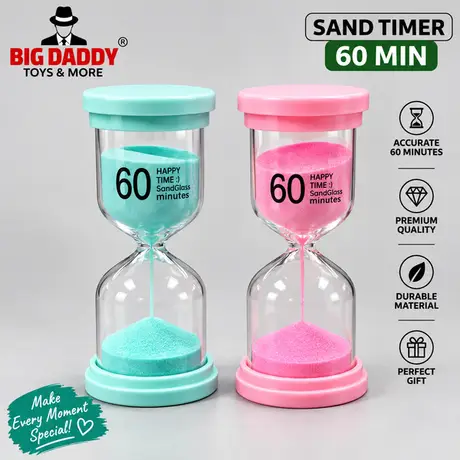 BIG DADDY®
TOYS & MORE
SAND TIMER
60 MIN
60
HAPPY
TIME :)
SandGlass
minutes
60
HAPPY
TIME :)
SandGlass
minutes
ACCURATE
60 MINUTES
PREMIUM
QUALITY
DURABLE
MATERIAL
PERFECT
GIFT
Make
Every Moment
Special!